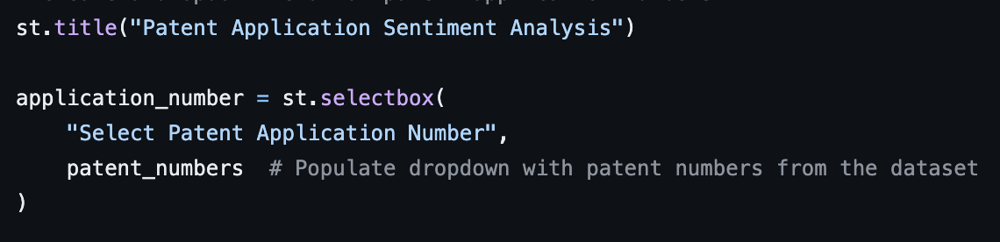 st.title("Patent Application Sentiment Analysis")
application_number = st.selectbox(
    "Select Patent Application Number",
    patent_numbers  # Populate dropdown with patent numbers from the dataset
)